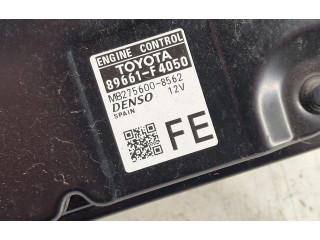 ENGINE CONTROL
TOYOTA
89661-F4050
MB275600-8562
DENSO 12V
SPAIN
FE